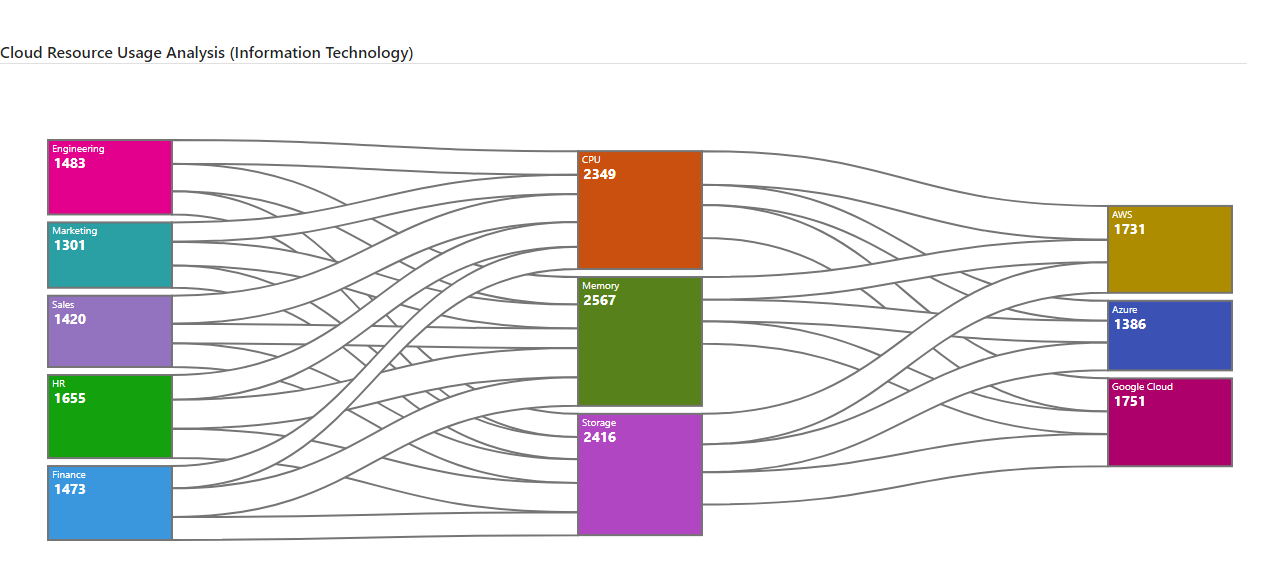 Cloud Resource Usage Analysis (Information Technology)
Engineering
1483
Marketing
1301
Sales
1420
HR
1655
Finance
1473
CPU
2349
Memory
2567
Storage
2416
AWS
1731
Azure
1386
Google Cloud
1751